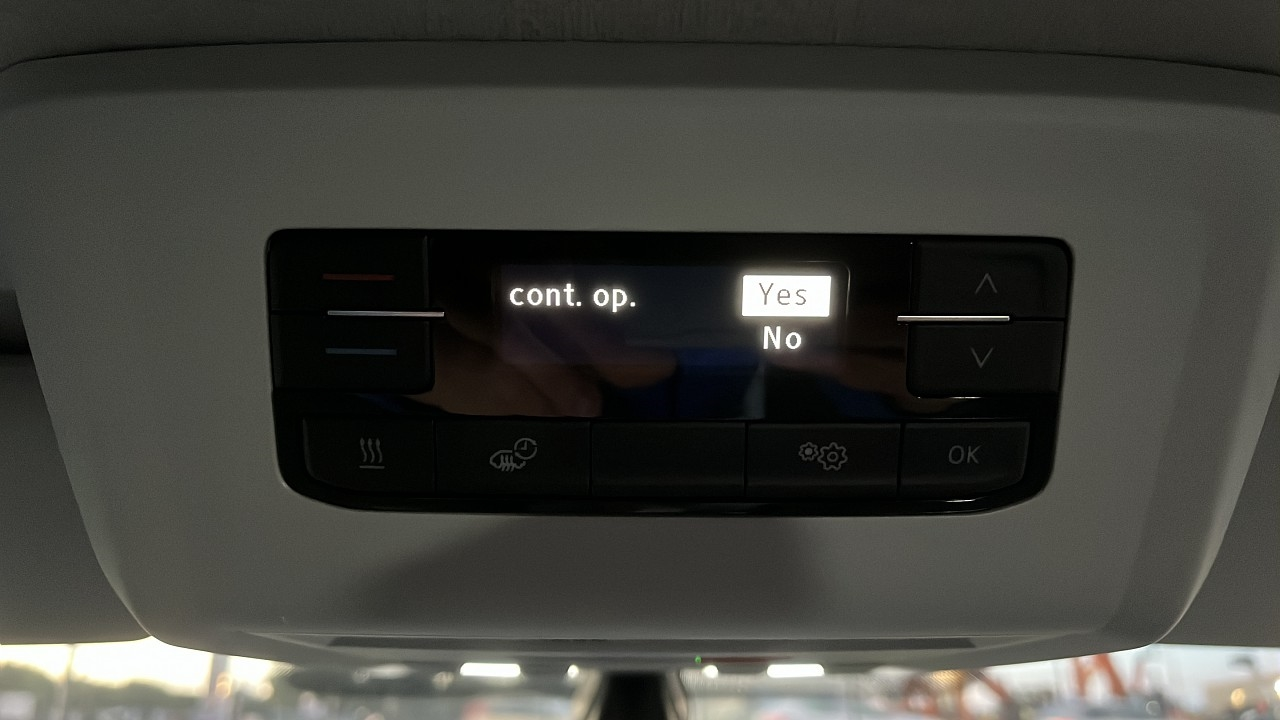 cont. op. Yes
No
OK